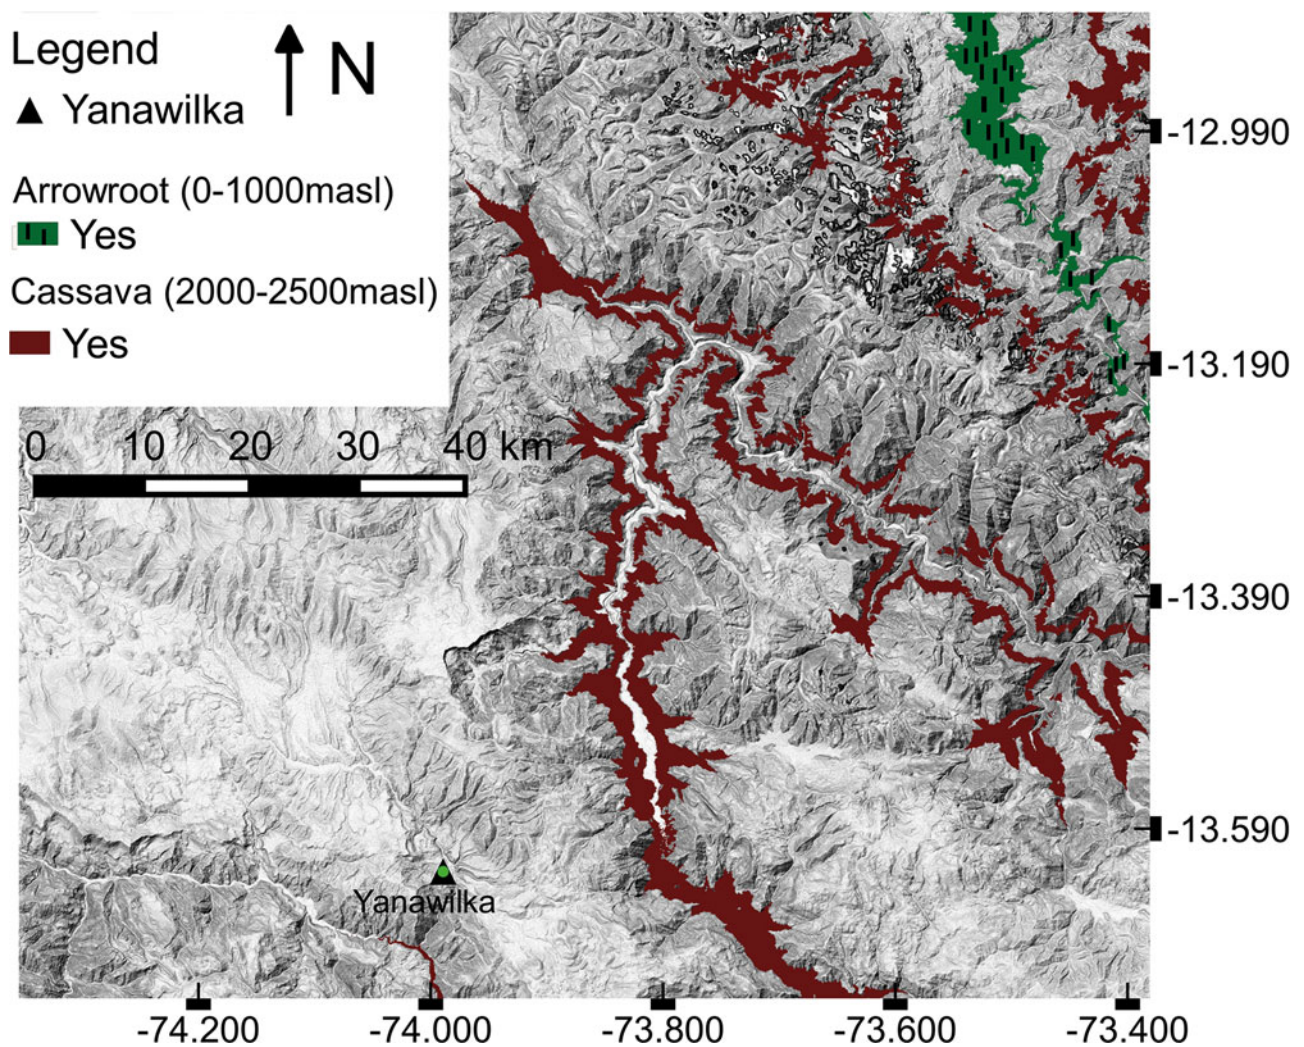 Legend
N
Yanawilka
Arrowroot (0-1000masl)
Yes
Cassava (2000-2500masl)
Yes
0 10 20 30 40 km
-12.990
-13.190
-13.390
-13.590
Yanawilka
-74.200 -74.000 -73.800 -73.600 -73.400